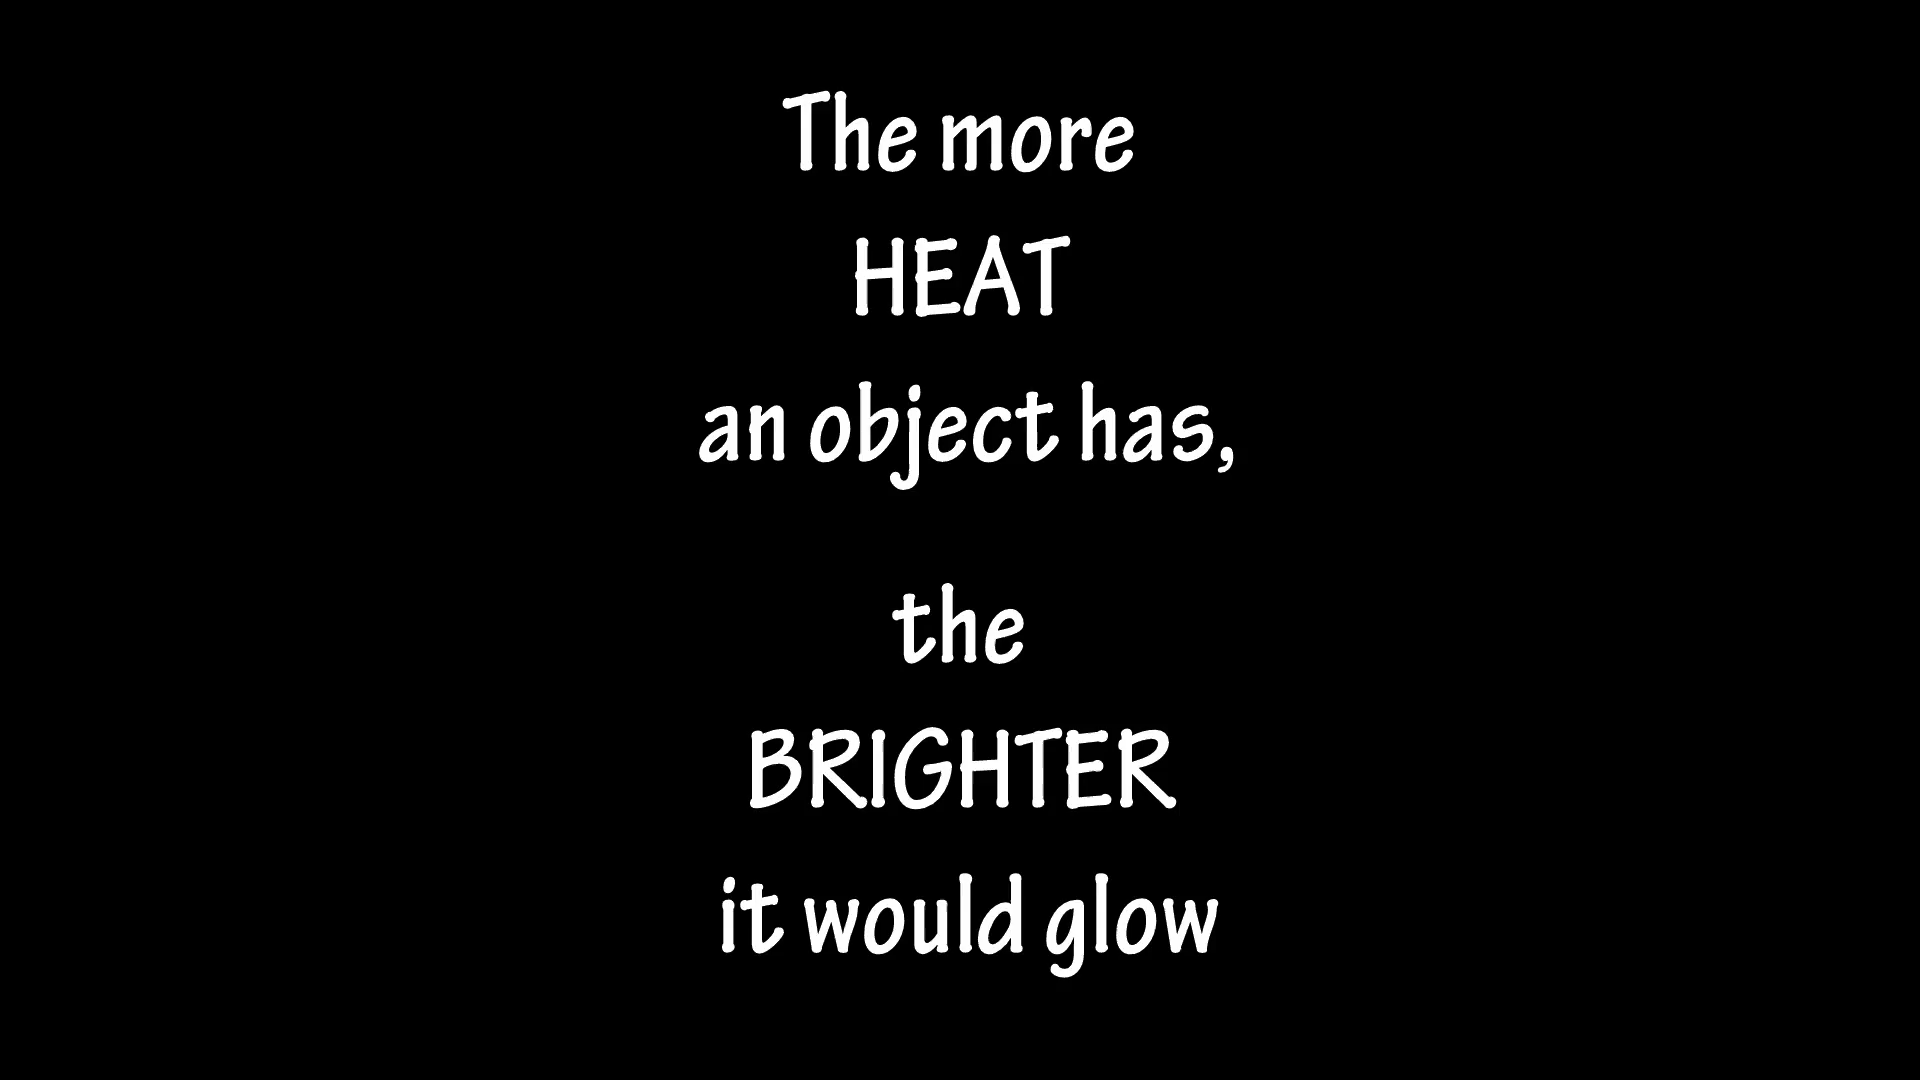 The more
HEAT
an object has,
the
BRIGHTER
it would glow